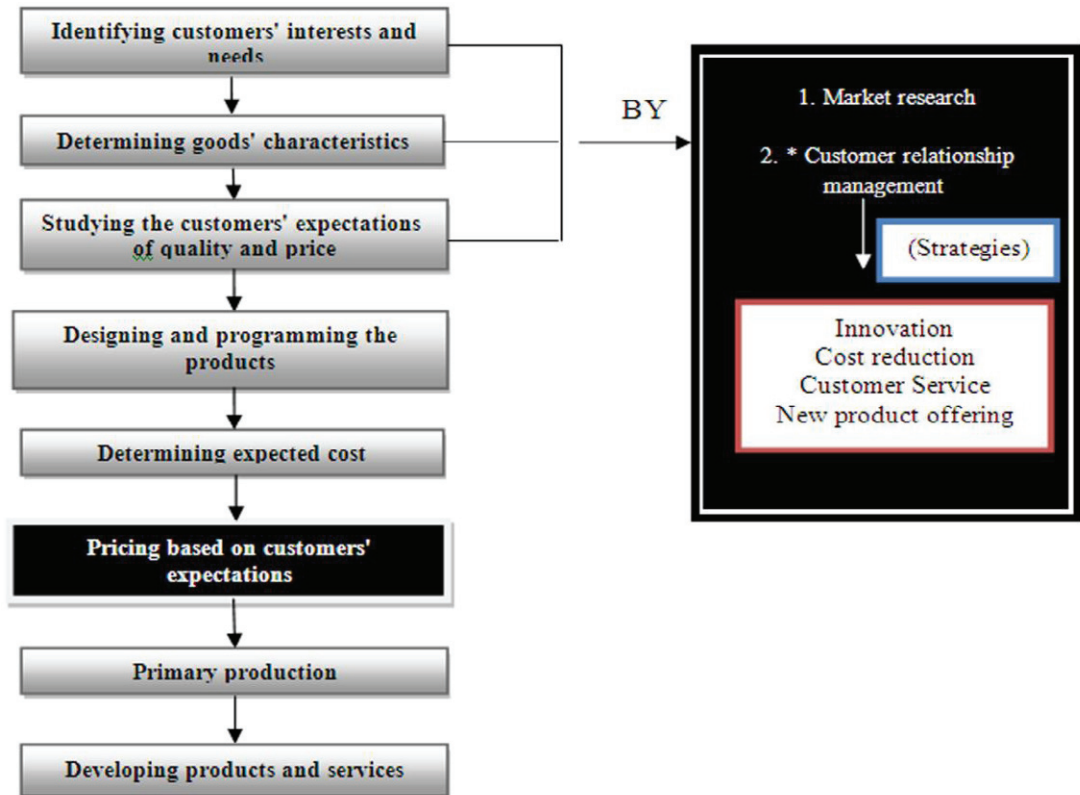 Identifying customers' interests and
needs
Determining goods' characteristics
Studying the customers' expectations
of quality and price
Designing and programming the
products
Determining expected cost
Pricing based on customers'
expectations
Primary production
Developing products and services
BY
1. Market research
2. * Customer relationship
management
(Strategies)
Innovation
Cost reduction
Customer Service
New product offering